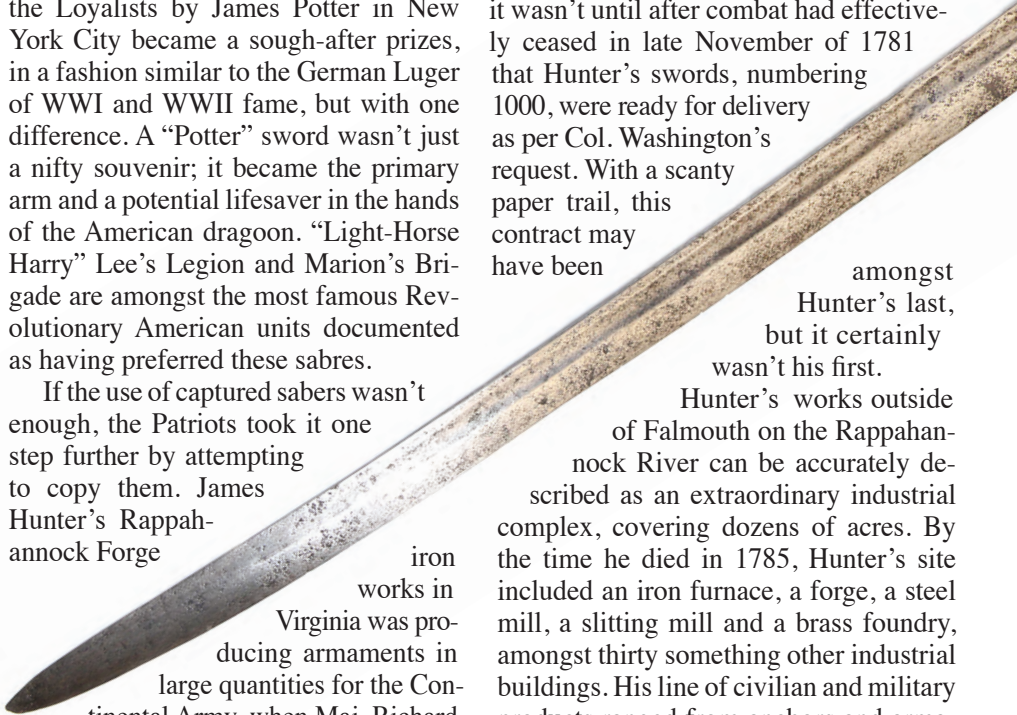 the Loyalists by James Potter in New
York City became a sough-after prizes,
in a fashion similar to the German Luger
of WWI and WWII fame, but with one
difference. A “Potter” sword wasn’t just
a nifty souvenir; it became the primary
arm and a potential lifesaver in the hands
of the American dragoon. “Light-Horse
Harry” Lee’s Legion and Marion’s Bri-
gade are amongst the most famous Rev-
olutionary American units documented
as having preferred these sabres.
If the use of captured sabers wasn’t
enough, the Patriots took it one
step further by attempting
to copy them. James
Hunter’s Rappah-
annock Forge
iron
works in
Virginia was pro-
ducing armaments in
large quantities for the Con-
tinental Army, when Maj. Richard
it wasn’t until after combat had effective-
ly ceased in late November of 1781
that Hunter’s swords, numbering
1000, were ready for delivery
as per Col. Washington’s
request. With a scanty
paper trail, this
contract may
have been
amongst
Hunter’s last,
but it certainly
wasn’t his first.
Hunter’s works outside
of Falmouth on the Rappahan-
nock River can be accurately de-
scribed as an extraordinary industrial
complex, covering dozens of acres. By
the time he died in 1785, Hunter’s site
included an iron furnace, a forge, a steel
mill, a slitting mill and a brass foundry,
amongst thirty something other industrial
buildings. His line of civilian and military
products ranged from anchors and